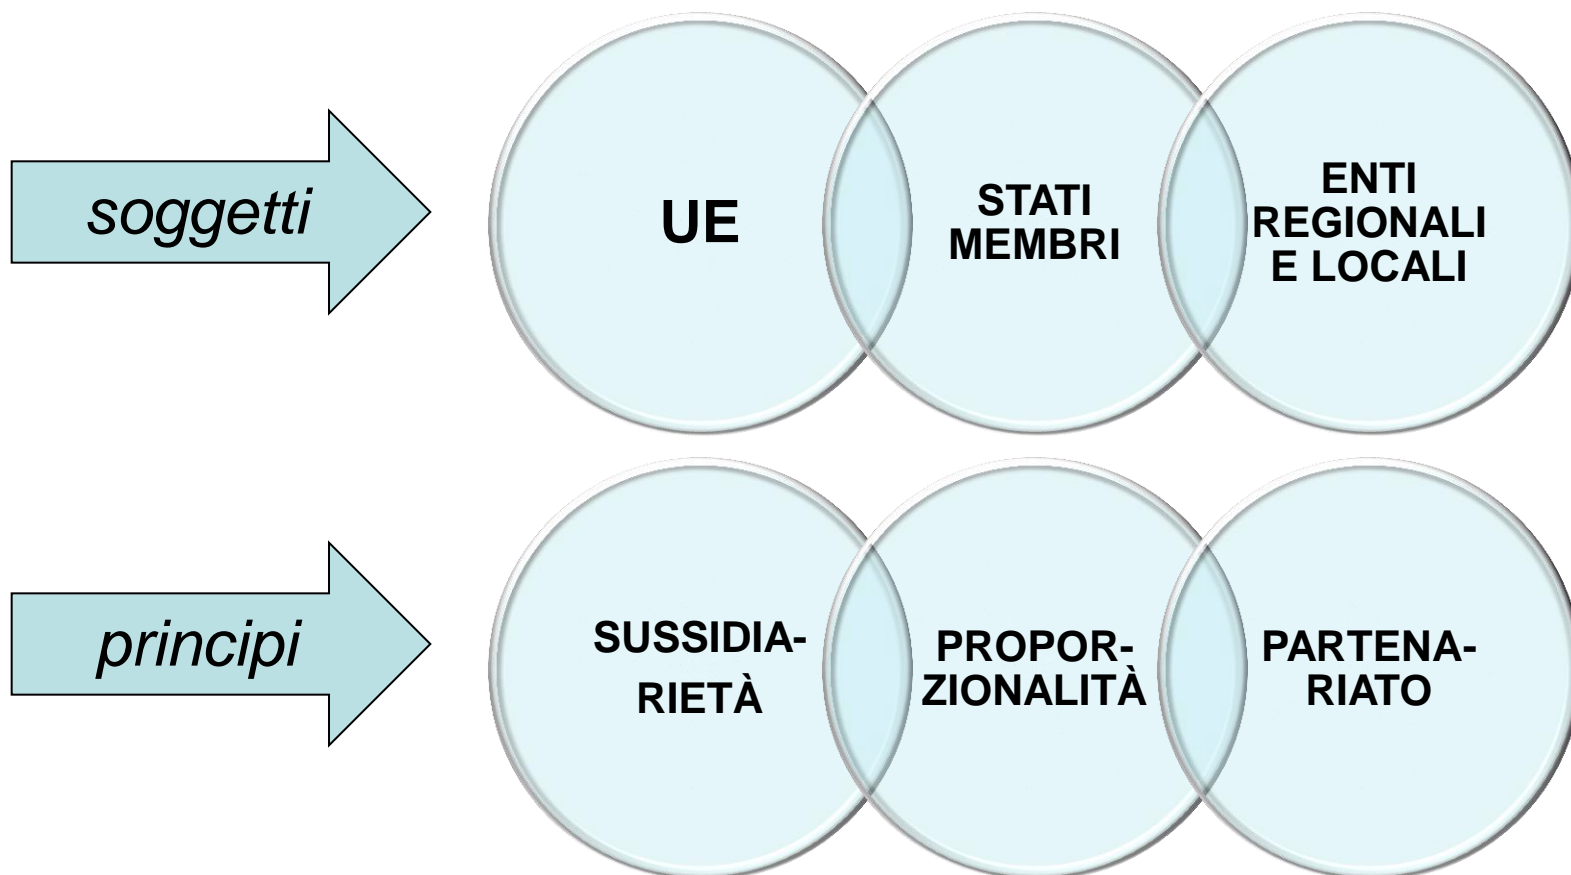 soggetti
UE
STATI
MEMBRI
ENTI
REGIONALI
E LOCALI
principi
SUSSIDIA-
RIETÀ
PROPOR-
ZIONALITÀ
PARTENA-
RIATO